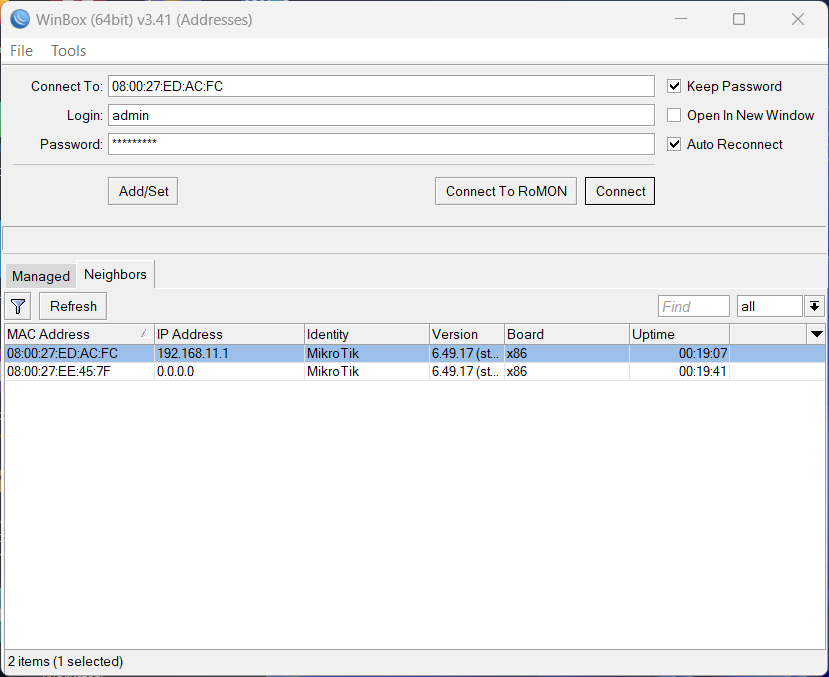 WinBox (64bit) v3.41 (Addresses)
File Tools
Connect To: 08:00:27:ED:AC:FC Keep Password
Login: admin Open In New Window
Password: ********* Auto Reconnect
Add/Set Connect To RoMON Connect
Managed Neighbors
Refresh Find all
MAC Address IP Address Identity Version Board Uptime
08:00:27:ED:AC:FC 192.168.11.1 MikroTik 6.49.17 (st... x86 00:19:07
08:00:27:EE:45:7F 0.0.0.0 MikroTik 6.49.17 (st... x86 00:19:41
2 items (1 selected)